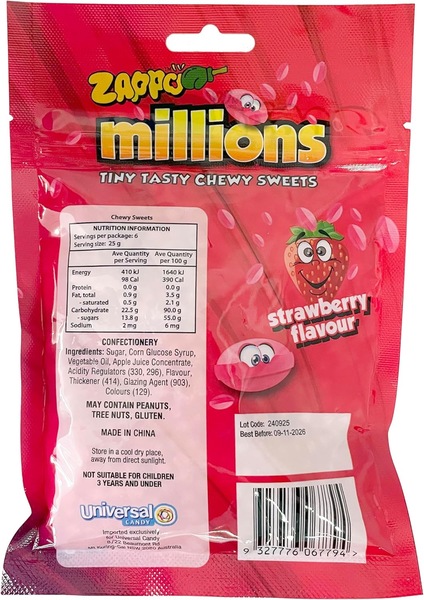 ZAPPO
millions
TINY TASTY CHEWY SWEETS
Chewy Sweets
NUTRITION INFORMATION
Servings per package: 6
Serving size: 25 g
Ave Quantity per Serving Ave Quantity per 100 g
Energy 410 kJ 1640 kJ
98 Cal 390 Cal
Protein 0.0 g 0.0 g
Fat, total 0.9 g 3.5 g
- saturated 0.5 g 2.1 g
Carbohydrate 22.5 g 90.0 g
- sugars 13.8 g 55.0 g
Sodium 2 mg 6 mg
CONFECTIONERY
Ingredients: Sugar, Corn Glucose Syrup,
Vegetable Oil, Apple Juice Concentrate,
Acidity Regulators (330, 296), Flavour,
Thickener (414), Glazing Agent (903),
Colours (129).
MAY CONTAIN PEANUTS,
TREE NUTS, GLUTEN.
MADE IN CHINA
Store in a cool dry place,
away from direct sunlight.
NOT SUITABLE FOR CHILDREN
3 YEARS AND UNDER
Universal
CANDY
Imported exclusively
for Universal Candy
Australia
strawberry
flavour
Lot Code: 240925
Best Before: 09-11-2026
9 327776 067794 >